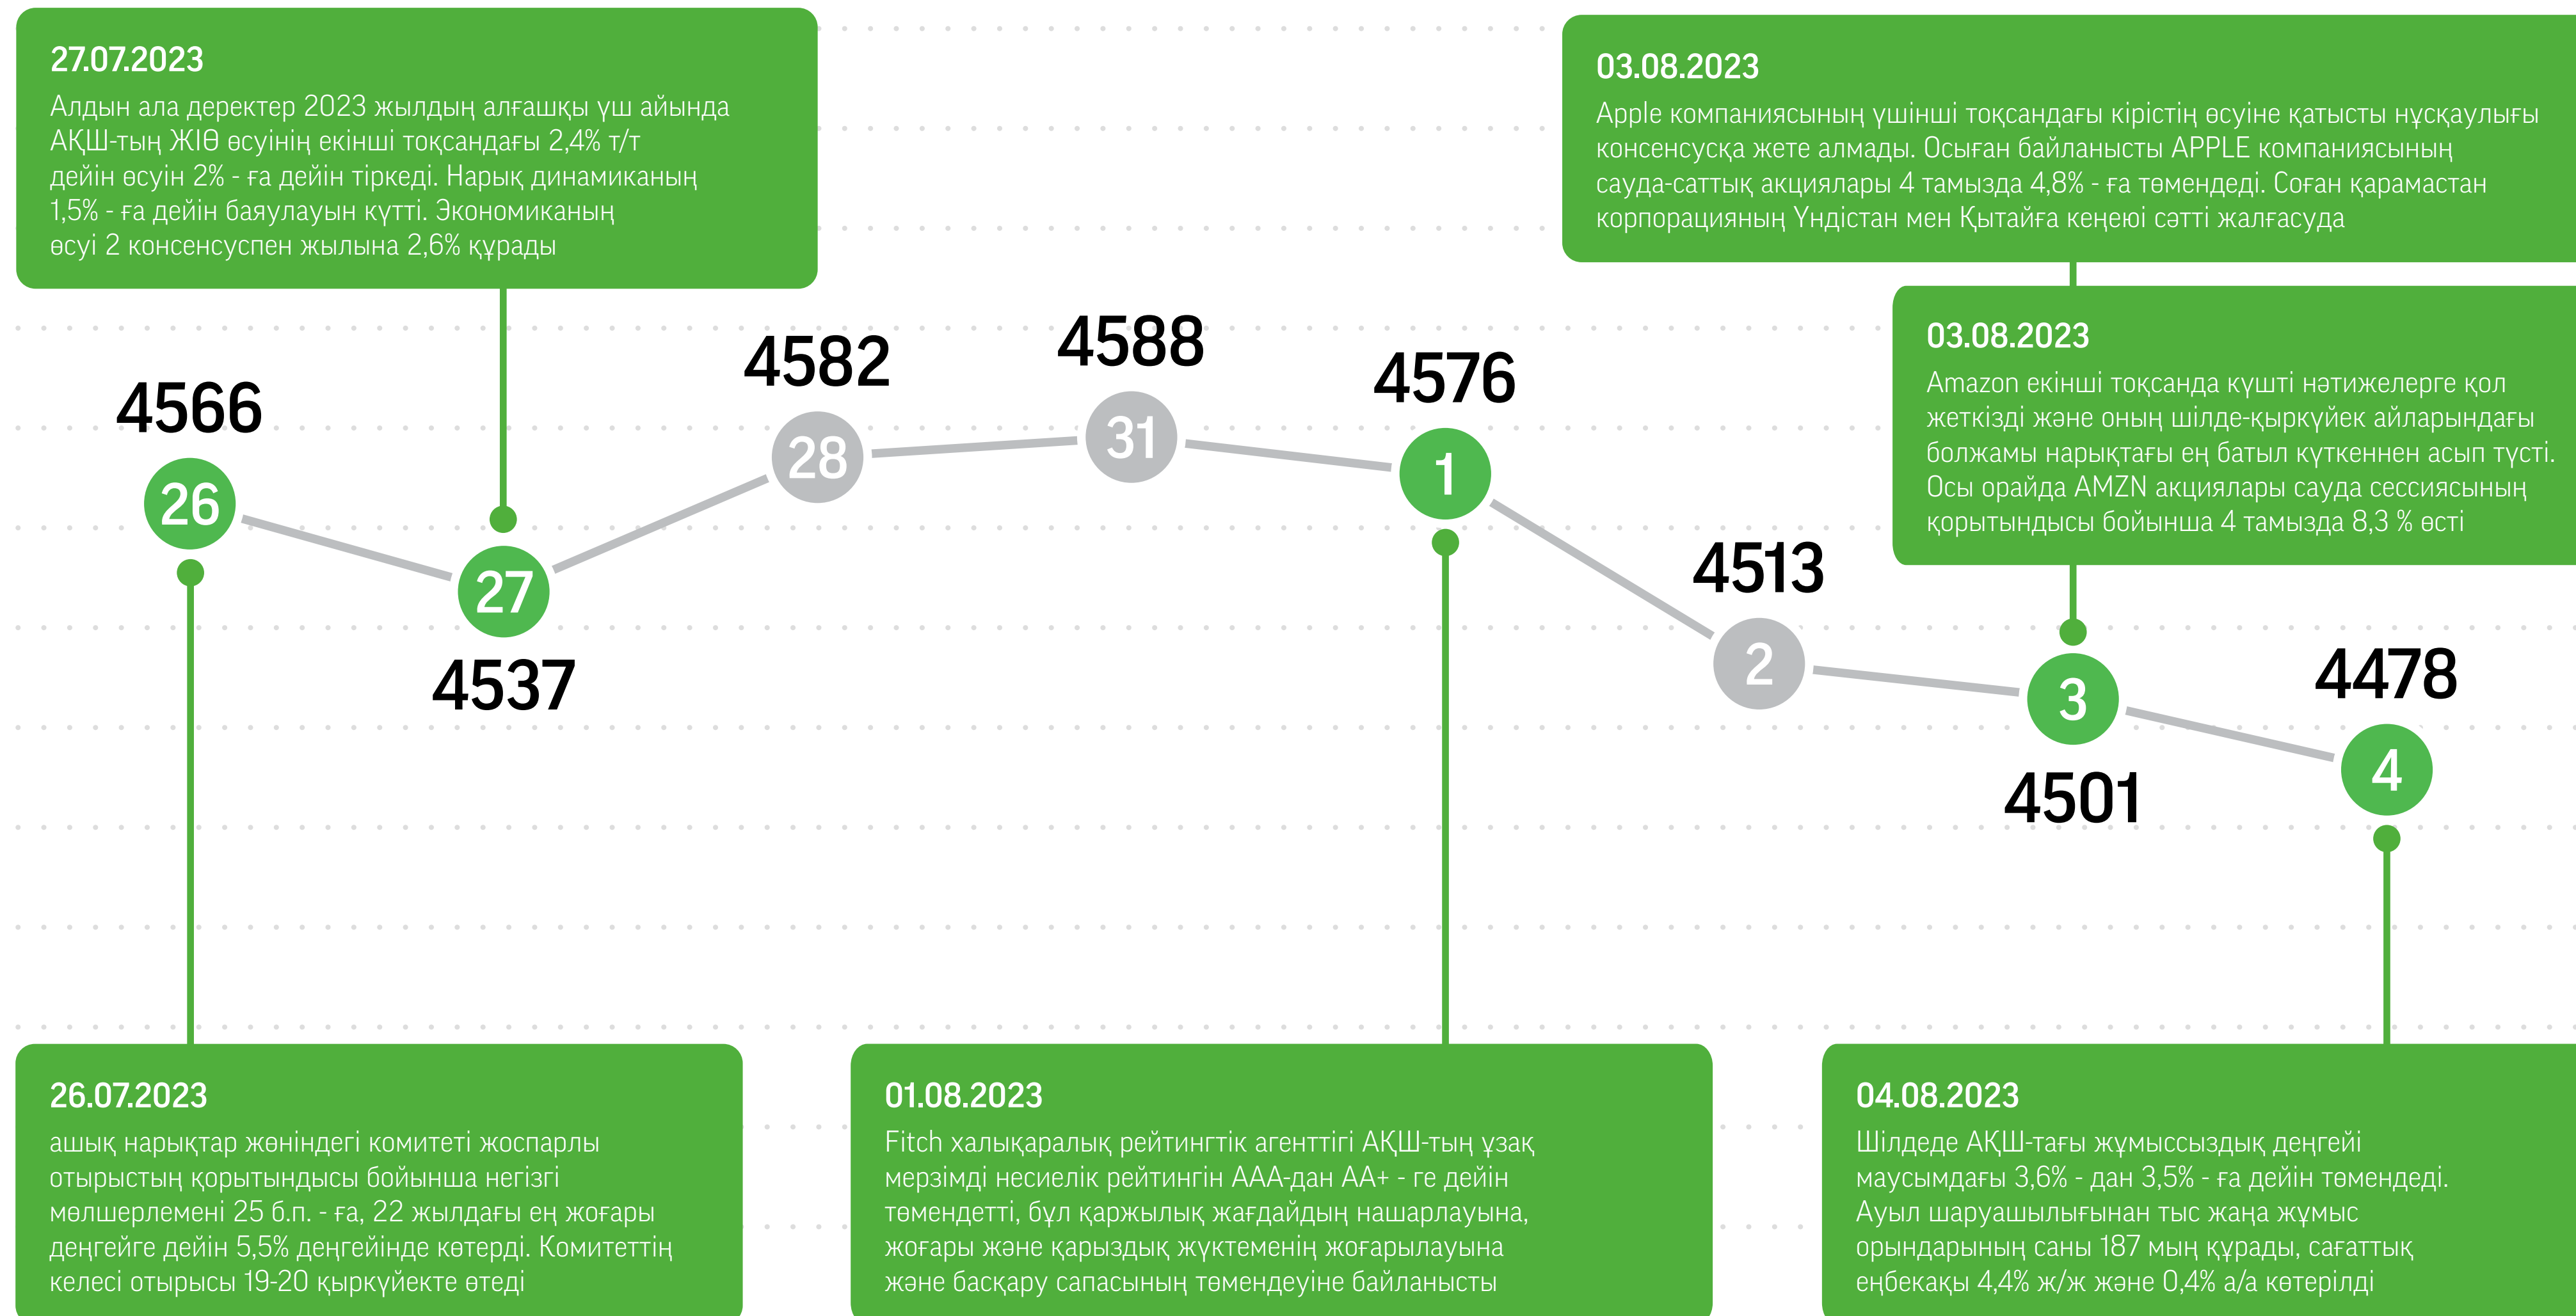 27.07.2023
Алдын ала деректер 2023 жылдың алғашқы үш айында
АҚШ-тың ЖІӨ өсуінің екінші тоқсандағы 2,4% т/т
дейін өсуін 2% - ға дейін тіркеді. Нарық динамиканың
1,5% - ға дейін баяулауын күтті. Экономиканың
өсуі 2 консенсуспен жылына 2,6% құрады
03.08.2023
Apple компаниясының үшінші тоқсандағы кірістің өсуіне қатысты нұсқаулығы
консенсусқа жете алмады. Осыған байланысты APPLE компаниясының
сауда-саттық акциялары 4 тамызда 4,8% - ға төмендеді. Соған қарамастан
корпорацияның Үндістан мен Қытайға кеңеюі сәтті жалғасуда
03.08.2023
Amazon екінші тоқсанда күшті нәтижелерге қол
жеткізді және оның шілде-қыркүйек айларындағы
болжамы нарықтағы ең батыл күткеннен асып түсті.
Осы орайда AMZN акциялары сауда сессиясының
қорытындысы бойынша 4 тамызда 8,3 % өсті
4566
26
27
4537
4582
28
4588
31
4576
1
4513
2
3
4501
4478
4
26.07.2023
ашық нарықтар жөніндегі комитеті жоспарлы
отырыстың қорытындысы бойынша негізгі
мөлшерлемені 25 б.п. - ға, 22 жылдағы ең жоғары
деңгейге дейін 5,5% деңгейінде көтерді. Комитеттің
келесі отырысы 19-20 қыркүйекте өтеді
01.08.2023
Fitch халықаралық рейтингтік агенттігі АҚШ-тың ұзақ
мерзімді несиелік рейтингін ААА-дан АА+ - ге дейін
төмендетті, бұл қаржылық жағдайдың нашарлауына,
жоғары және қарыздық жүктеменің жоғарылауына
және басқару сапасының төмендеуіне байланысты
04.08.2023
Шілдеде АҚШ-тағы жұмыссыздық деңгейі
маусымдағы 3,6% - дан 3,5% - ға дейін төмендеді.
Ауыл шаруашылығынан тыс жаңа жұмыс
орындарының саны 187 мың құрады, сағаттық
еңбекақы 4,4% ж/ж және 0,4% а/а көтерілді